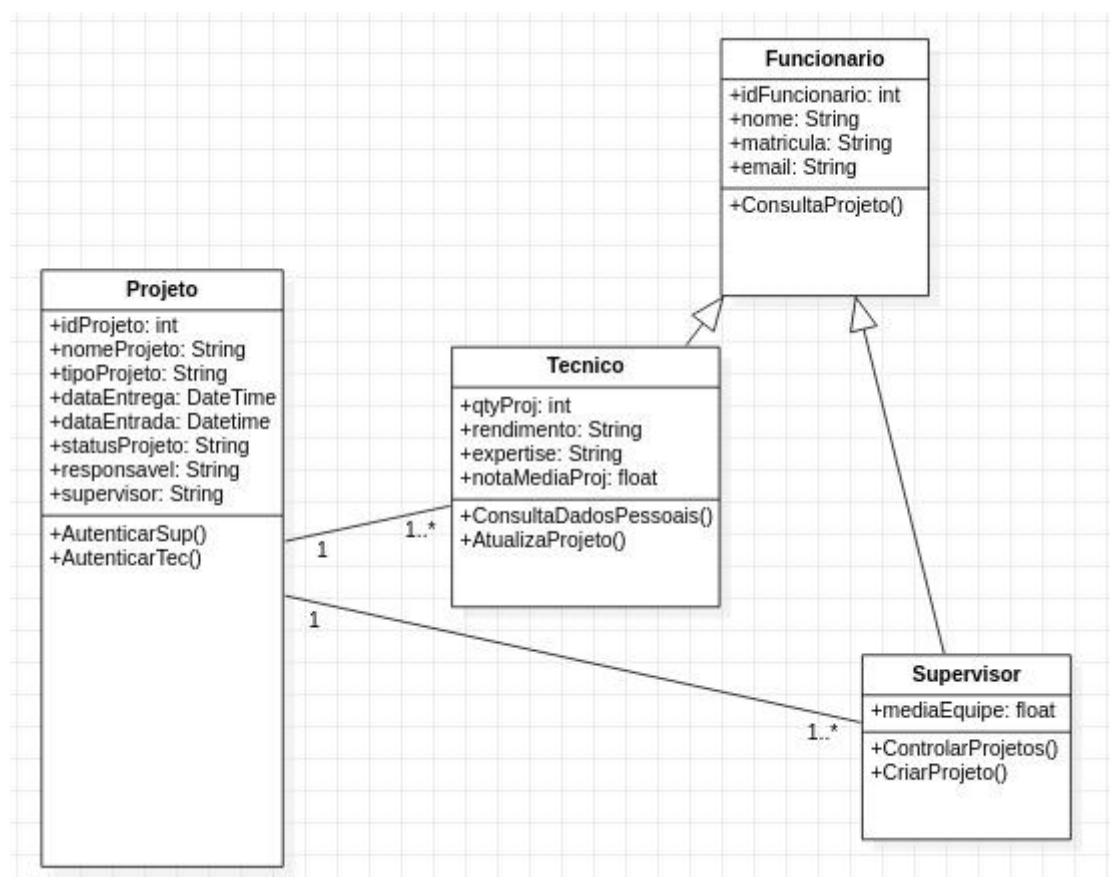 Funcionario
+idFuncionario: int
+nome: String
+matricula: String
+email: String
+ConsultaProjeto()
Projeto
+idProjeto: int
+nomeProjeto: String
+tipoProjeto: String
+dataEntrega: DateTime
+dataEntrada: Datetime
+statusProjeto: String
+responsavel: String
+supervisor: String
+AutenticarSup()
+AutenticarTec()
Tecnico
+qtyProj: int
+rendimento: String
+expertise: String
+notaMediaProj: float
+ConsultaDadosPessoais()
+AtualizaProjeto()
1
1..*
1
1..*
Supervisor
+mediaEquipe: float
+ControlarProjetos()
+CriarProjeto()